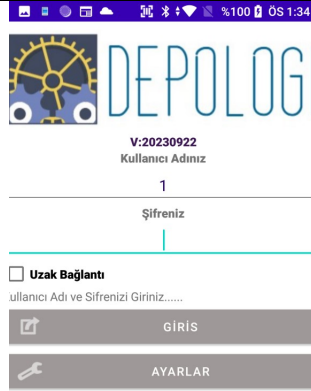 %100 ÖS 1:34
DEPOLOG
V:20230922
Kullanıcı Adınız
1
Şifreniz
Uzak Bağlantı
ullanıcı Adı ve Sifrenizi Giriniz......
GİRİS
AYARLAR